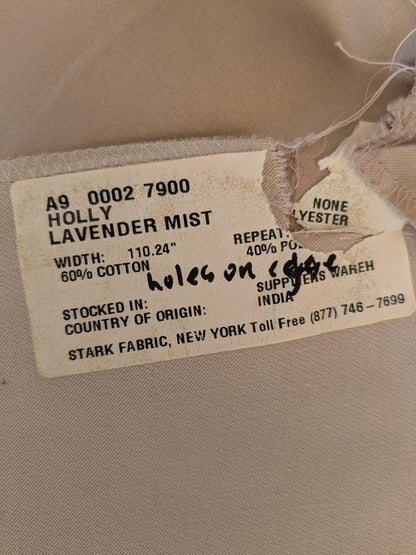 A9 0002 7900
HOLLY
LAVENDER MIST
WIDTH: 110.24" REPEAT: NONE
60% COTTON 40% PO LYESTER
holes on edge
STOCKED IN: SUPPLIERS WAREH
COUNTRY OF ORIGIN: INDIA
STARK FABRIC, NEW YORK Toll Free (877) 746-7699